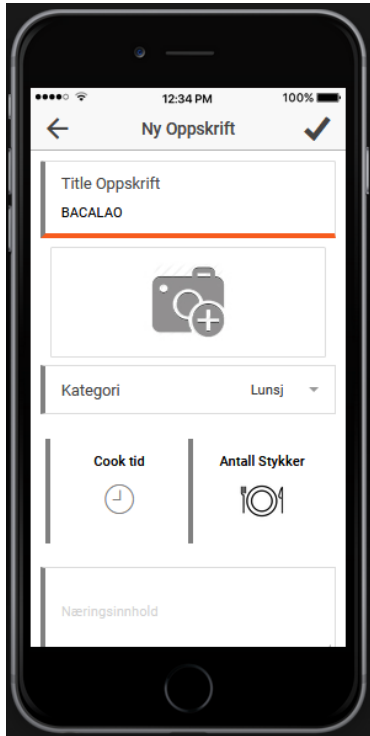 12:34 PM 100%
Ny Oppskrift
Title Oppskrift
BACALAO
Kategori Lunsj
Cook tid Antall Stykker
Næringsinnhold